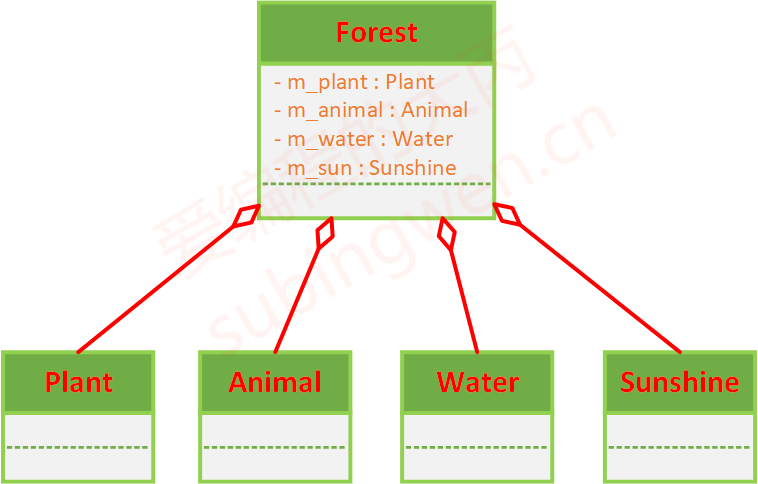 Forest
- m_plant : Plant
- m_animal : Animal
- m_water : Water
- m_sun : Sunshine
爱编程的大丙
subingwen.cn
Plant
Animal
Water
Sunshine